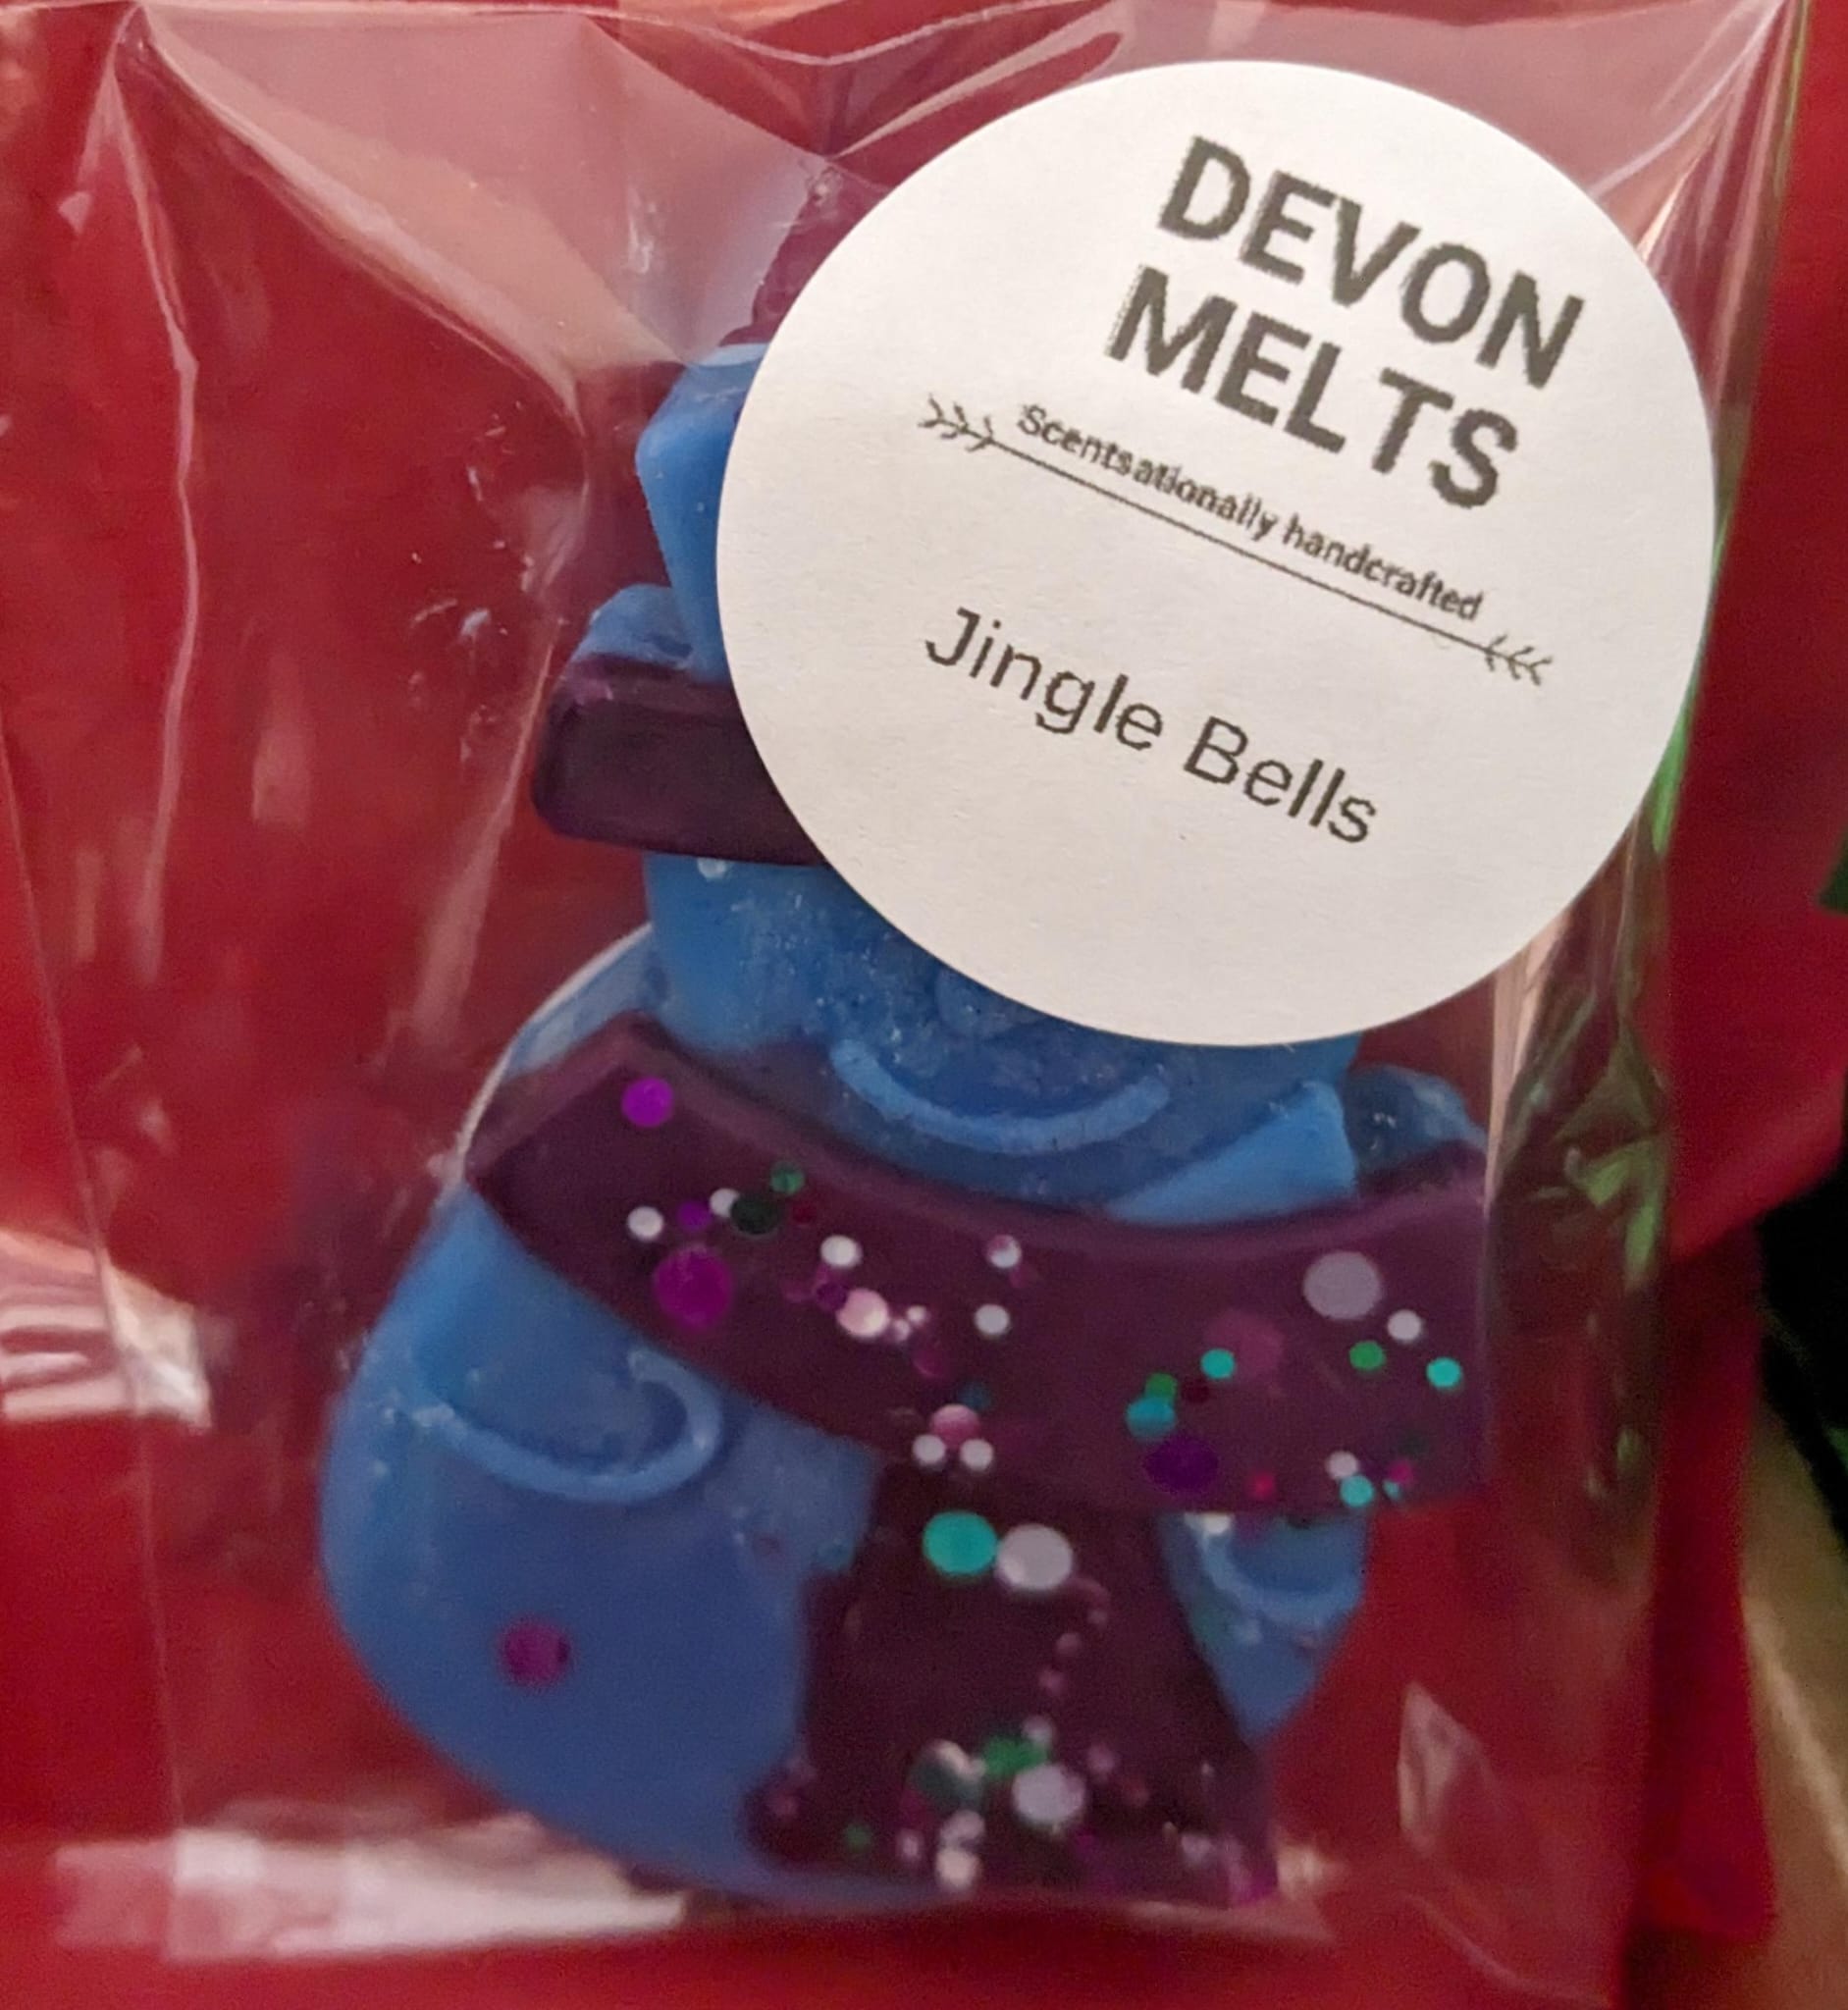 DEVON
MELTS
Scentsationally handcrafted
Jingle Bells